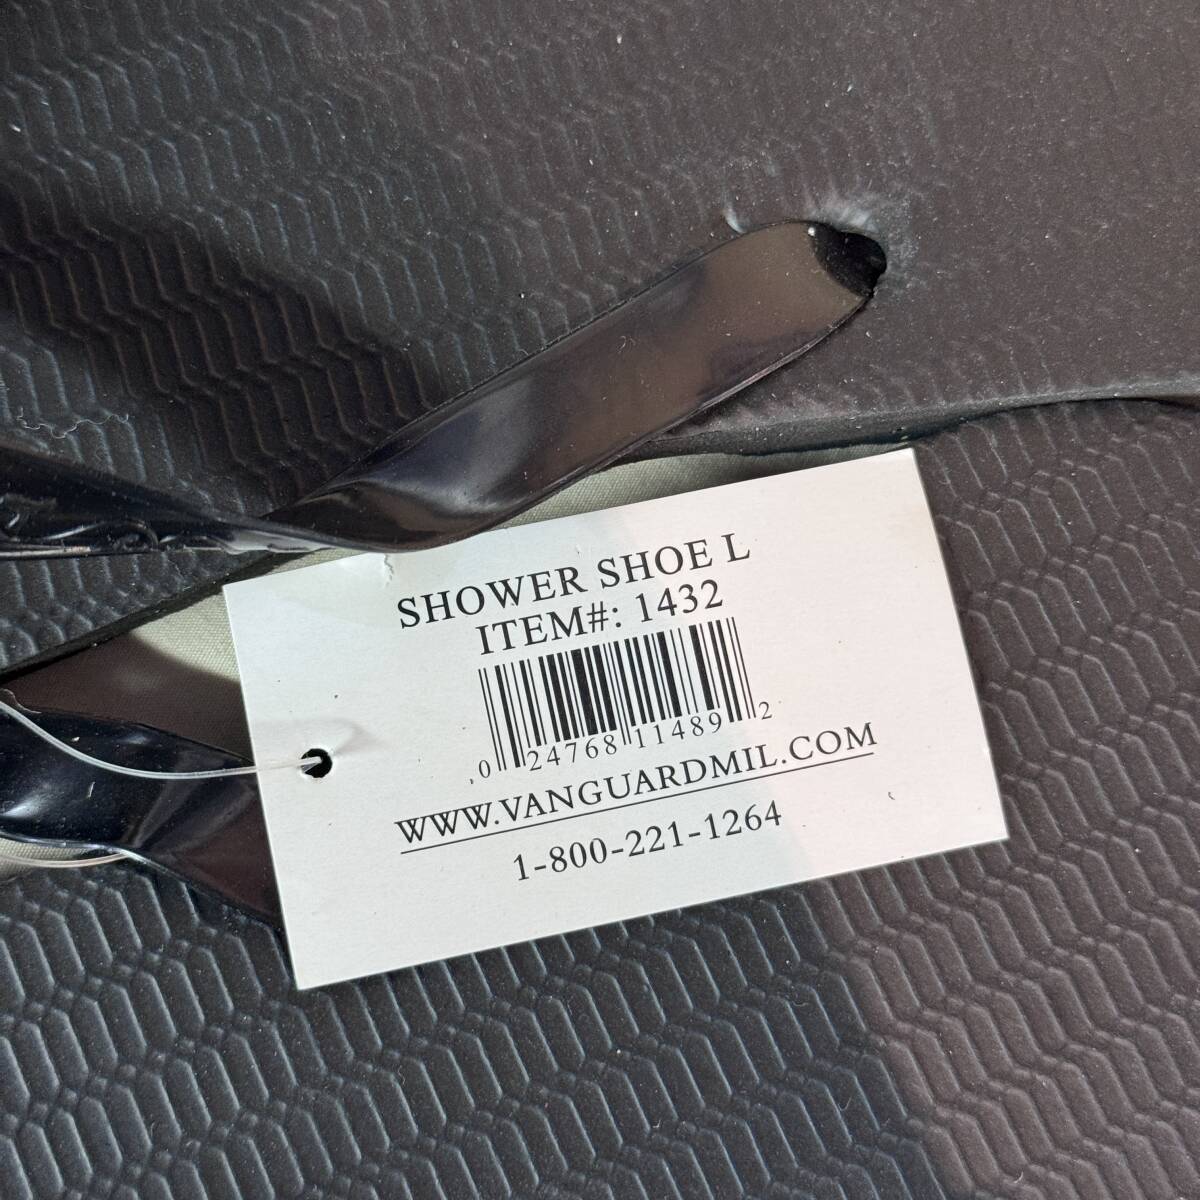 SHOWER SHOE L
ITEM#: 1432
0 24768 11489 2
WWW.VANGUARDMIL.COM
1-800-221-1264